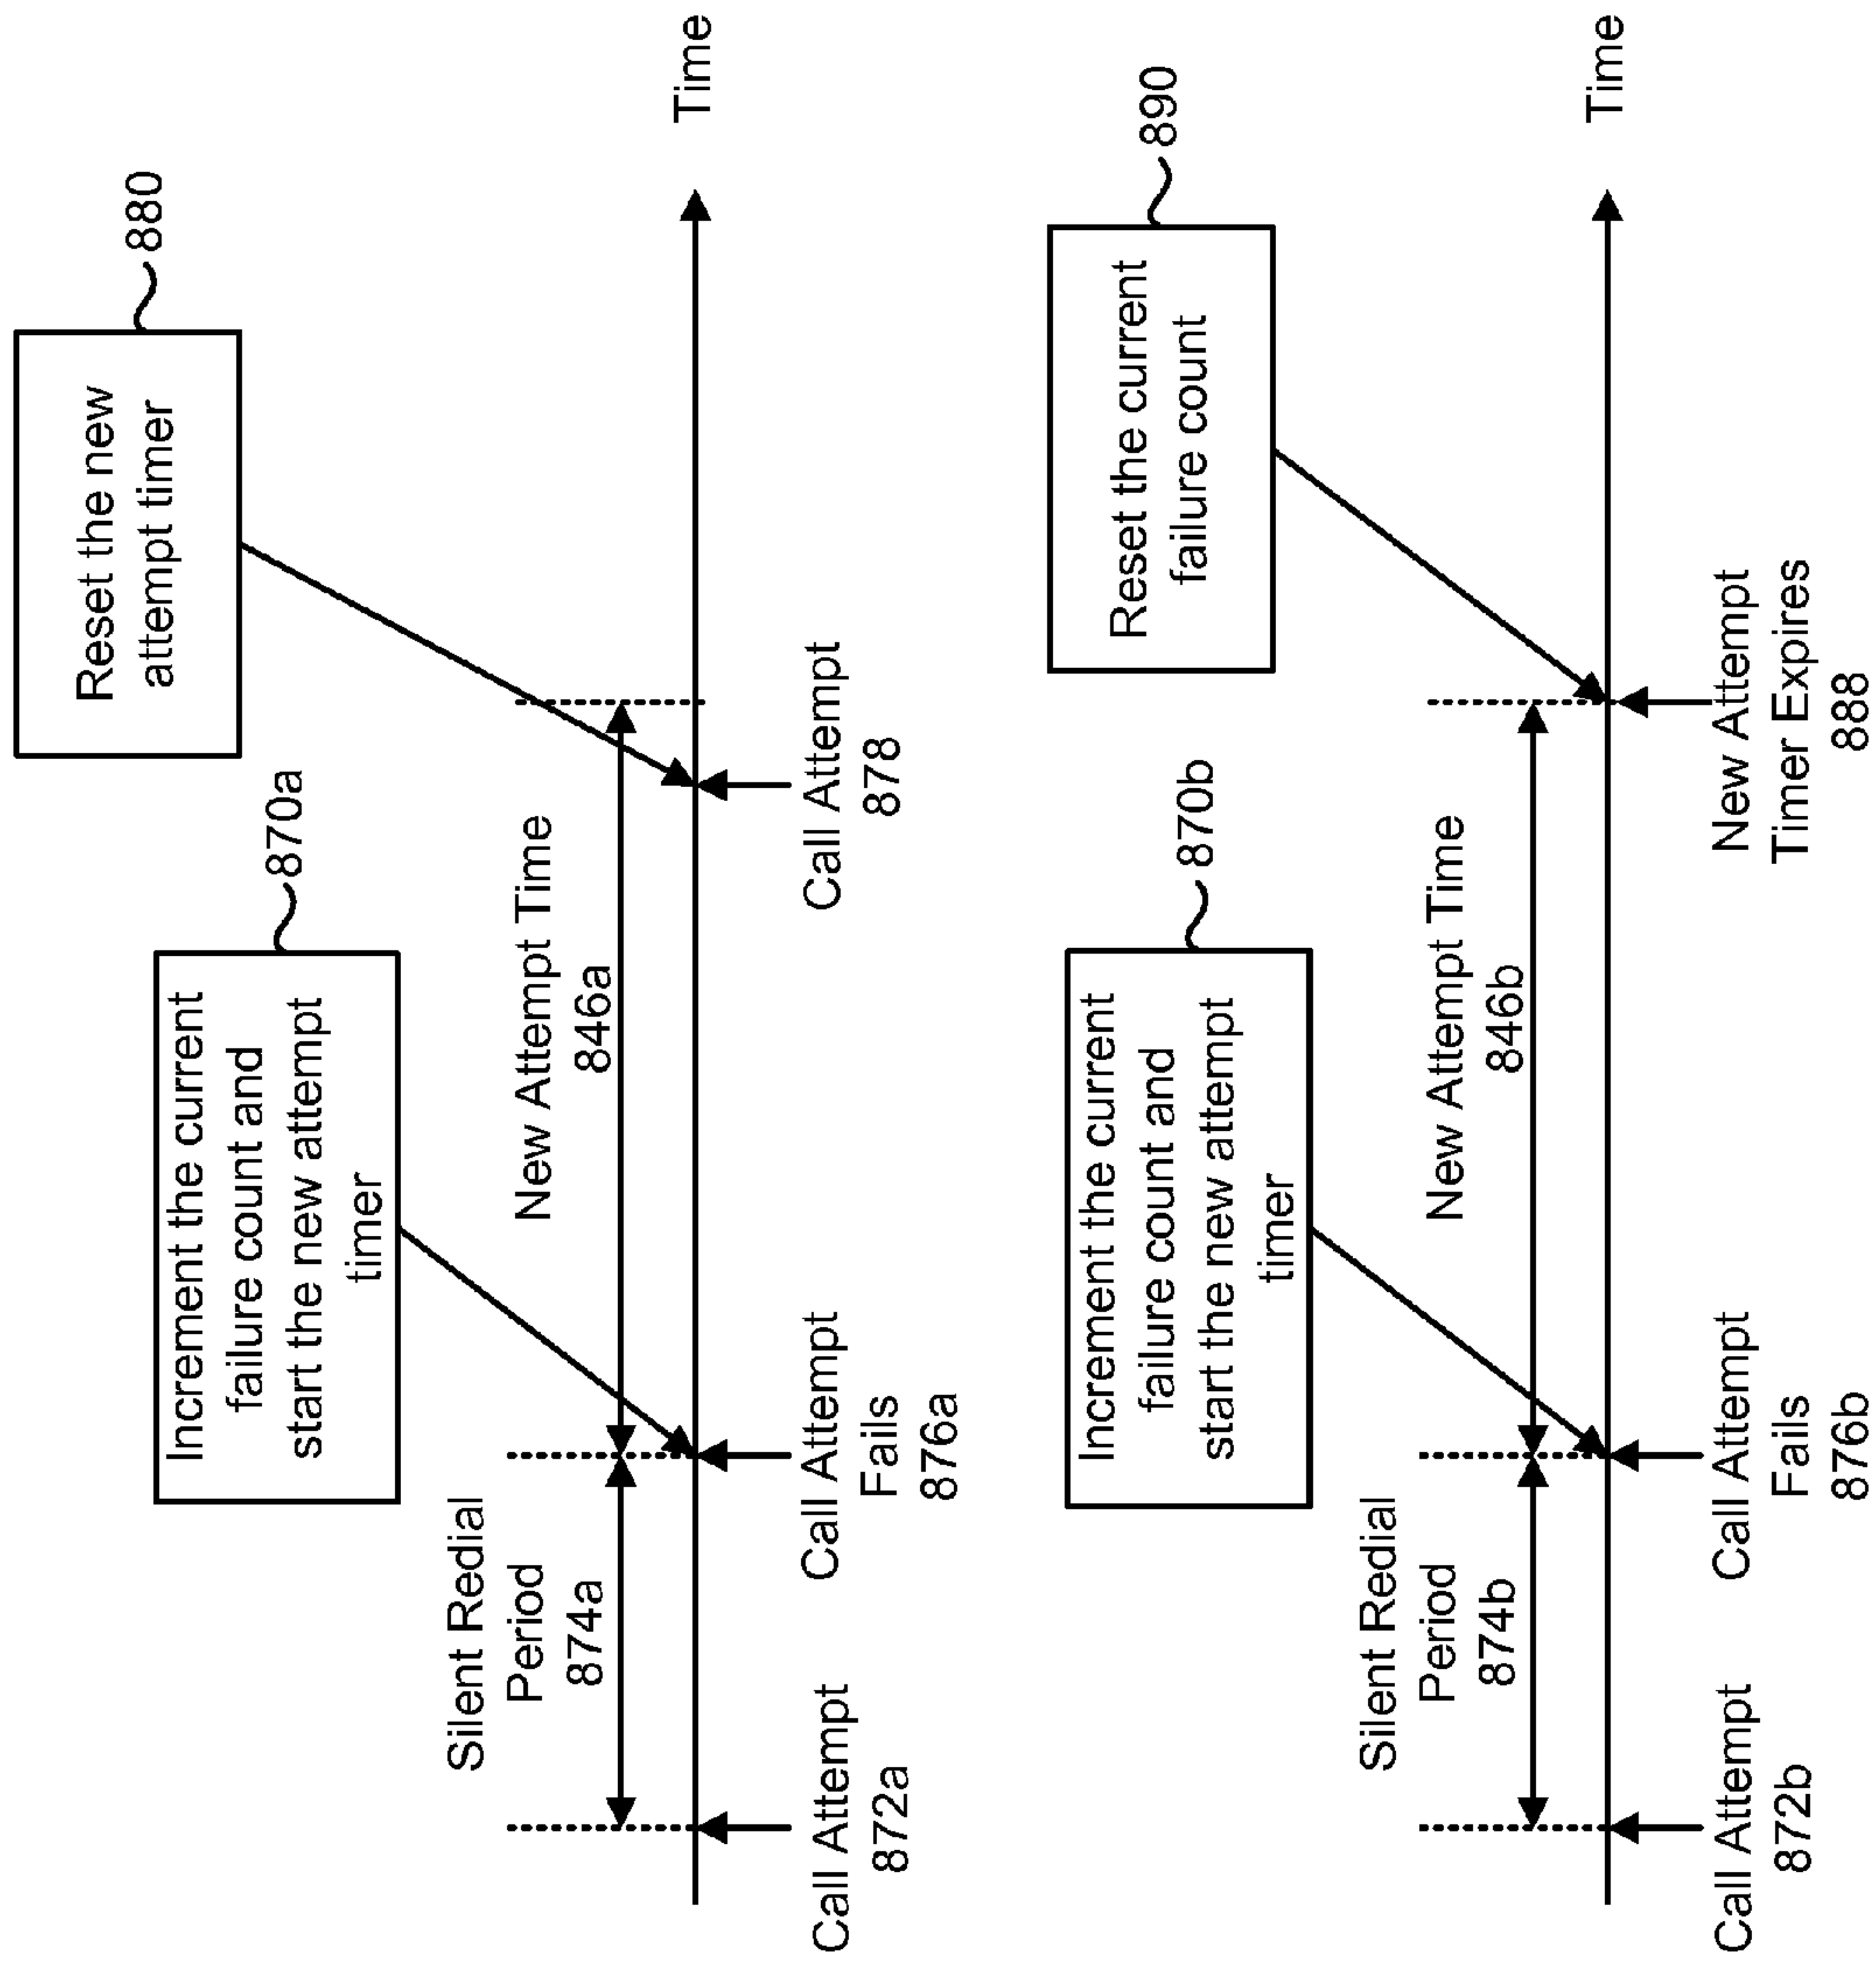 880
Reset the new
attempt timer
870a
Increment the current
failure count and
start the new attempt
timer
Silent Redial
Period
874a
New Attempt Time
846a
Time
Call Attempt
872a
Call Attempt
Fails
876a
Call Attempt
878
890
Reset the current
failure count
870b
Increment the current
failure count and
start the new attempt
timer
Silent Redial
Period
874b
New Attempt Time
846b
Time
Call Attempt
872b
Call Attempt
Fails
876b
New Attempt
Timer Expires
888